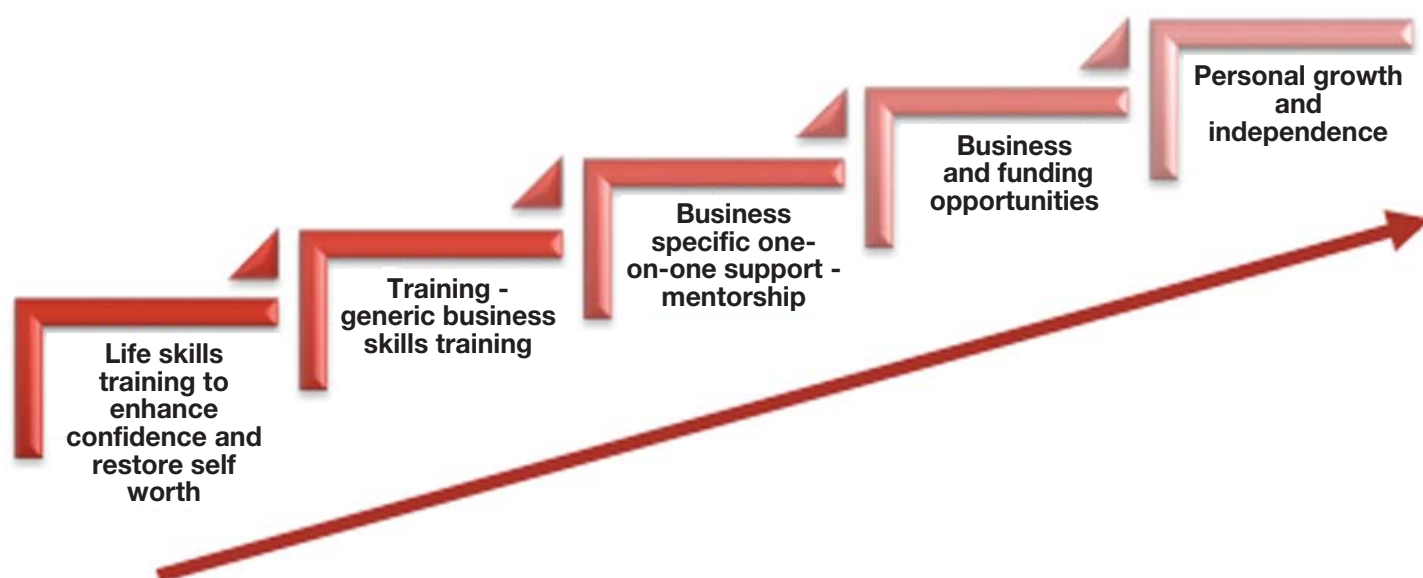 Life skills
training to
enhance
confidence and
restore self
worth
Training -
generic business
skills training
Business
specific one-
on-one support -
mentorship
Business
and funding
opportunities
Personal growth
and
independence